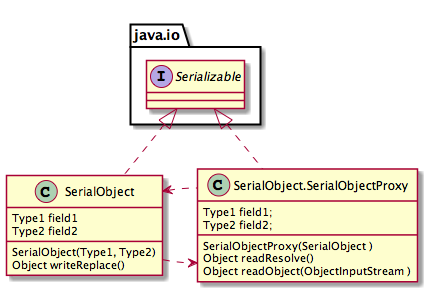 java.io
I Serializable
C SerialObject
Type1 field1
Type2 field2
SerialObject(Type1, Type2)
Object writeReplace()
C SerialObject.SerialObjectProxy
Type1 field1;
Type2 field2;
SerialObjectProxy(SerialObject )
Object readResolve()
Object readObject(ObjectInputStream )